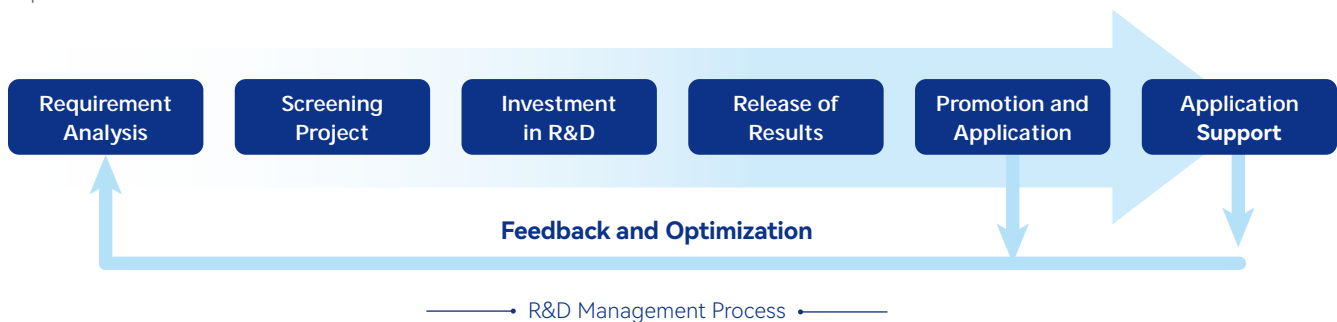 Requirement
Analysis
Screening
Project
Investment
in R&D
Release of
Results
Promotion and
Application
Application
Support
Feedback and Optimization
R&D Management Process